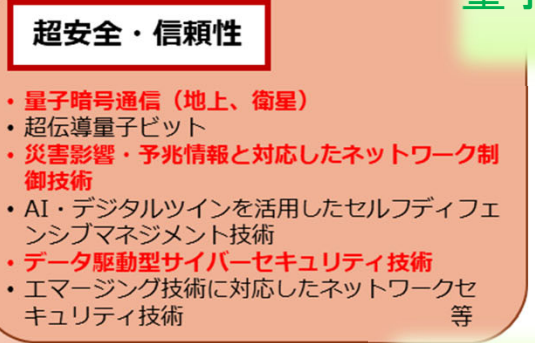 量子
超安全・信頼性
• 量子暗号通信（地上、衛星）
• 超伝導量子ビット
• 災害影響・予兆情報と対応したネットワーク制
御技術
• AI・デジタルツインを活用したセルフディフェ
ンシブマネジメント技術
• データ駆動型サイバーセキュリティ技術
• エマージング技術に対応したネットワークセ
キュリティ技術 等